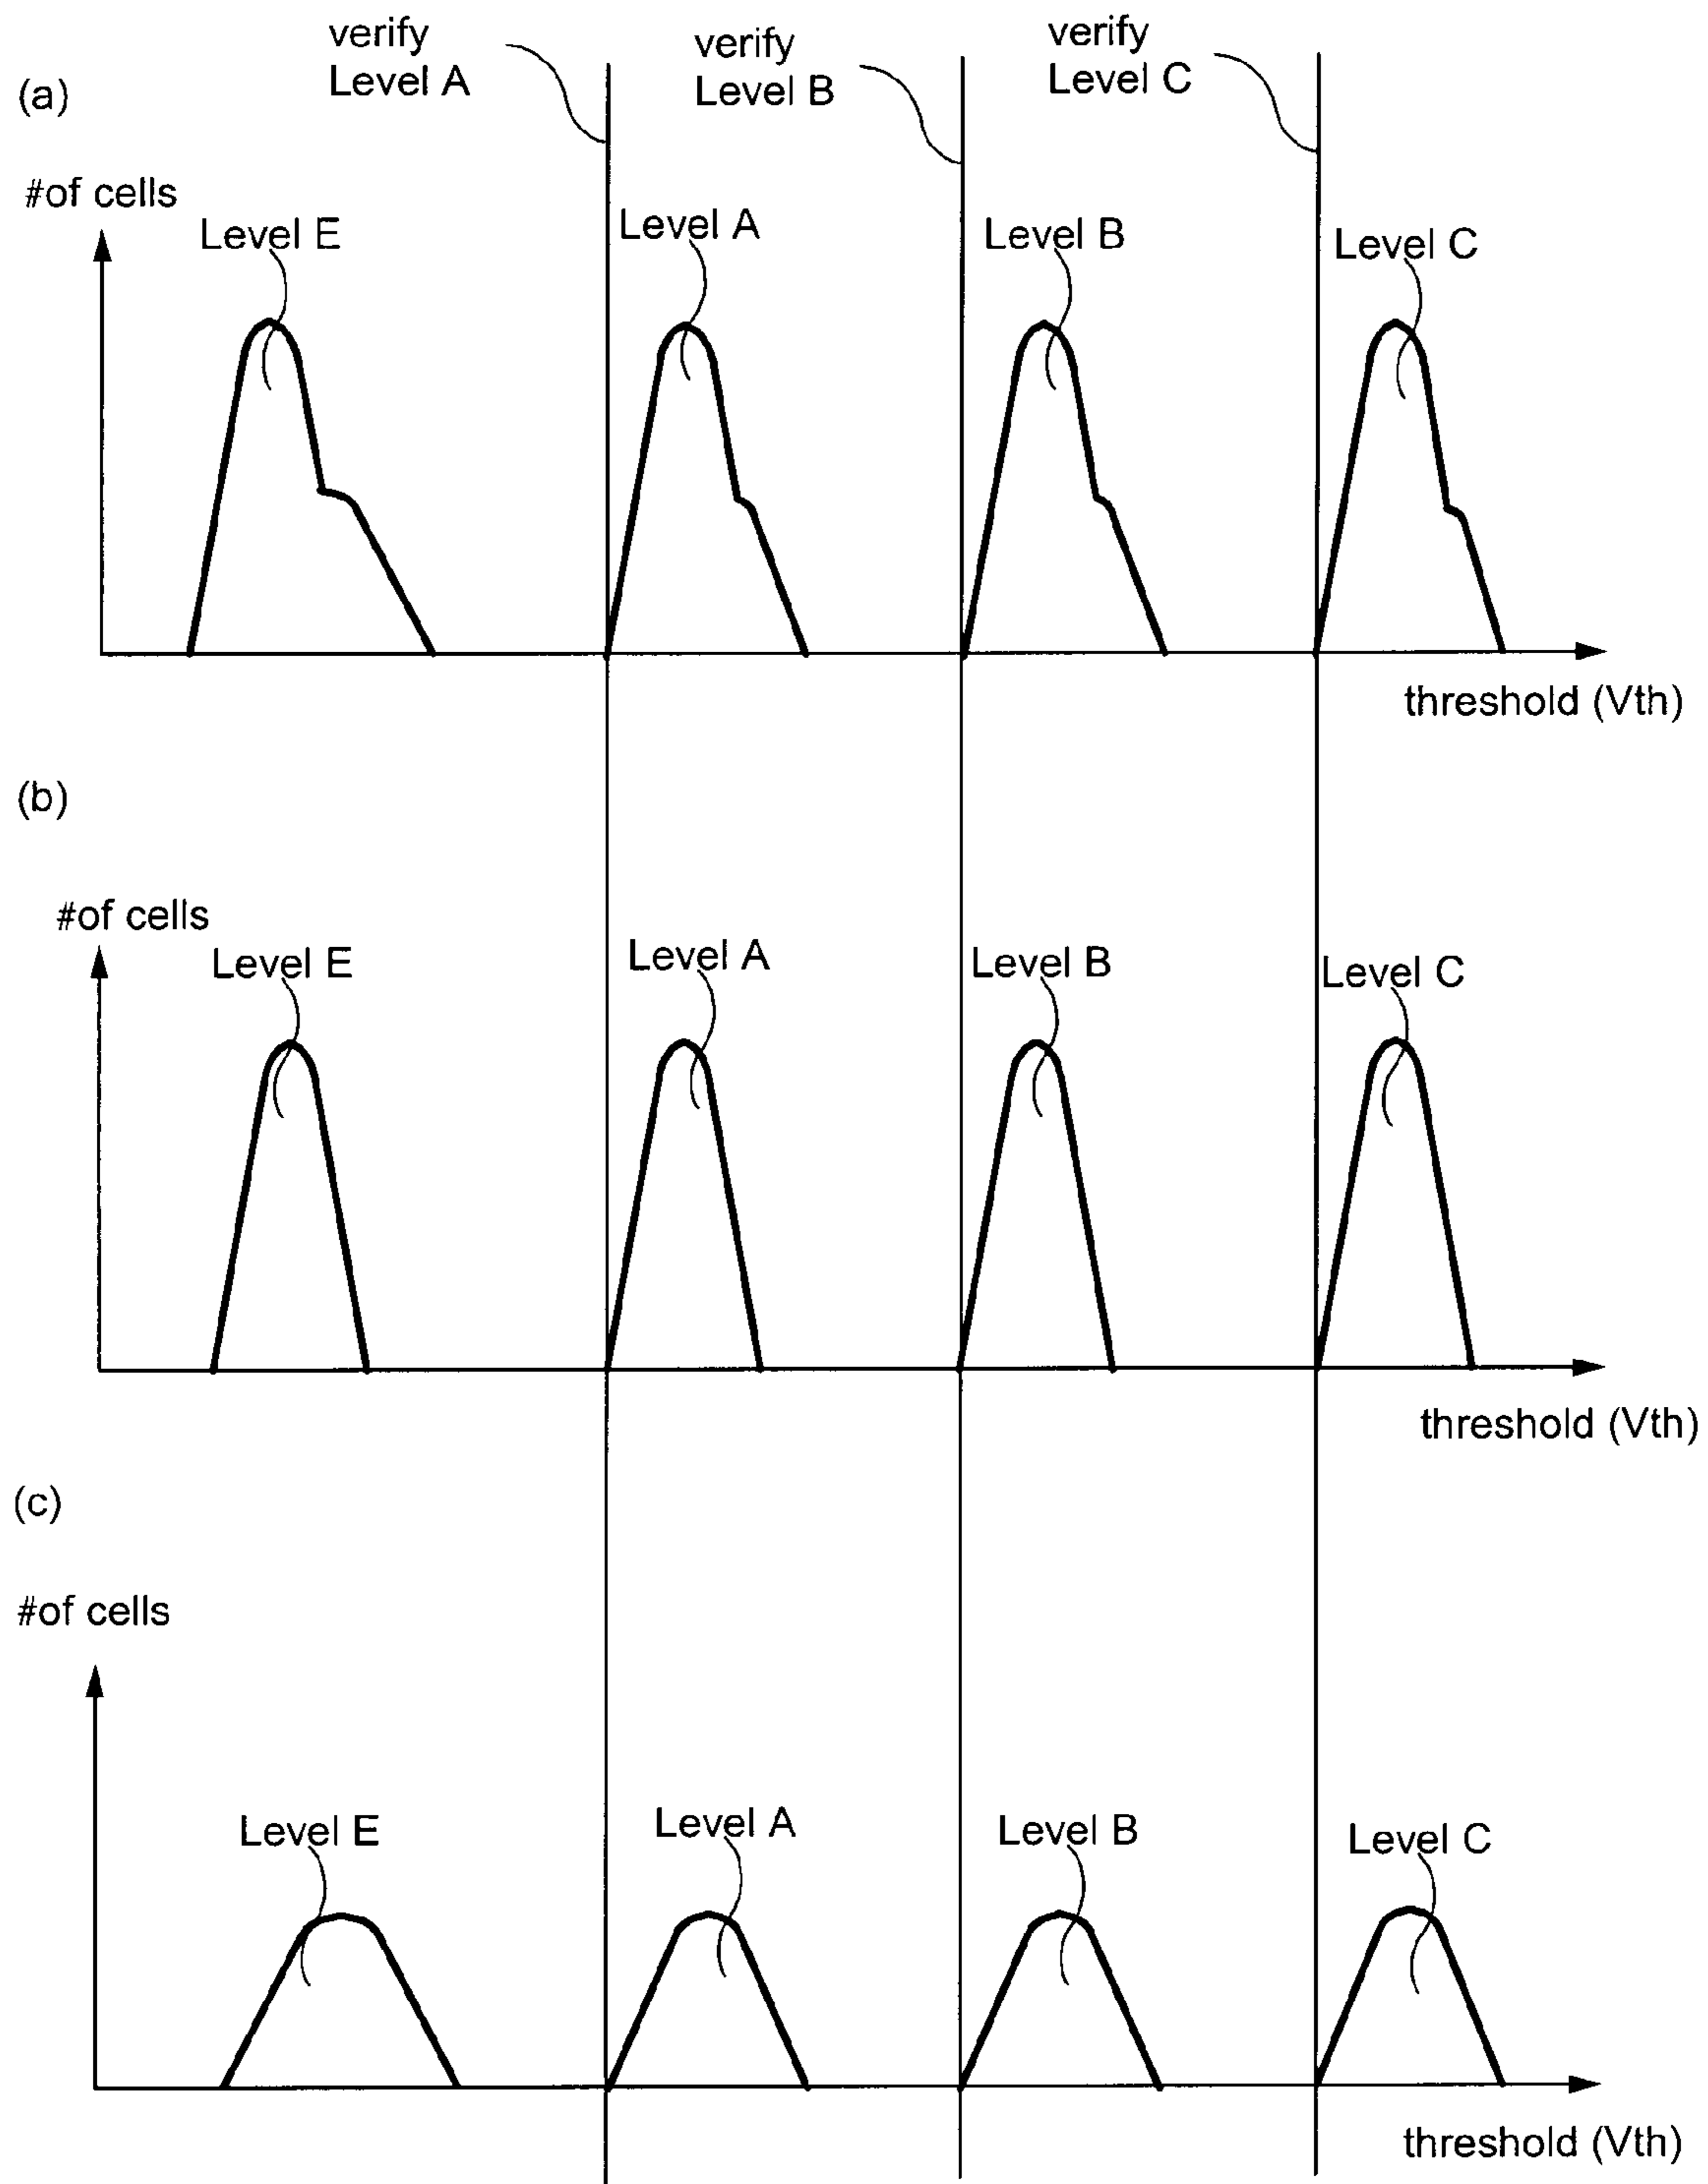 verify
Level A
verify
Level B
verify
Level C
(a)
#of cells
Level E
Level A
Level B
Level C
threshold (Vth)
(b)
#of cells
Level E
Level A
Level B
Level C
threshold (Vth)
(c)
#of cells
Level E
Level A
Level B
Level C
threshold (Vth)